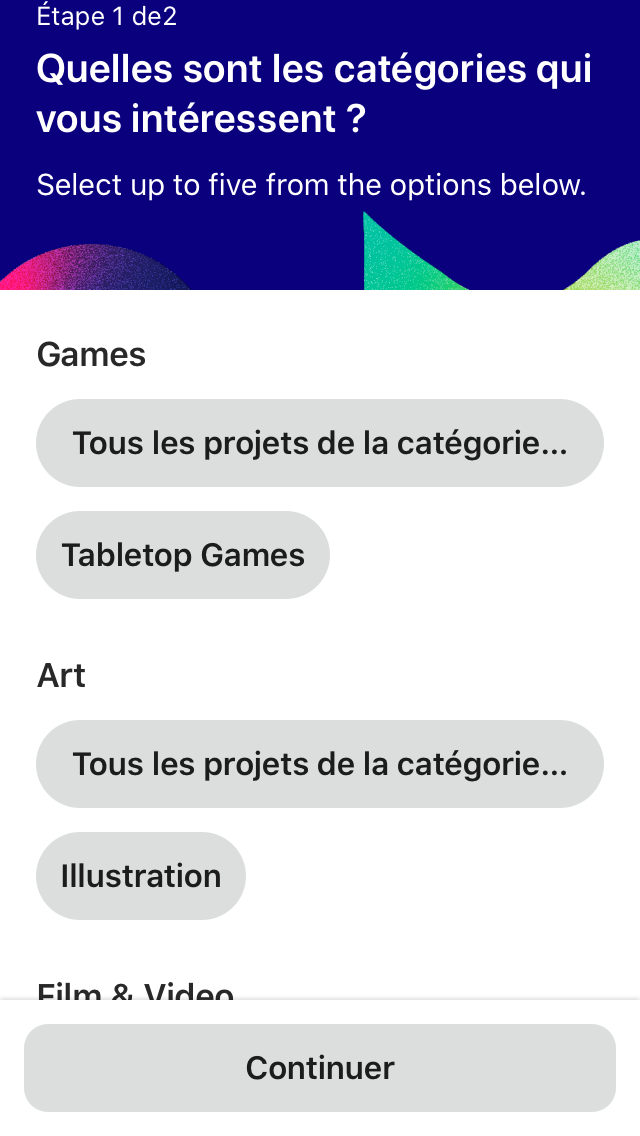 Étape 1 de2
Quelles sont les catégories qui
vous intéressent ?
Select up to five from the options below.
Games
Tous les projets de la catégorie...
Tabletop Games
Art
Tous les projets de la catégorie...
Illustration
Film & Video
Continuer